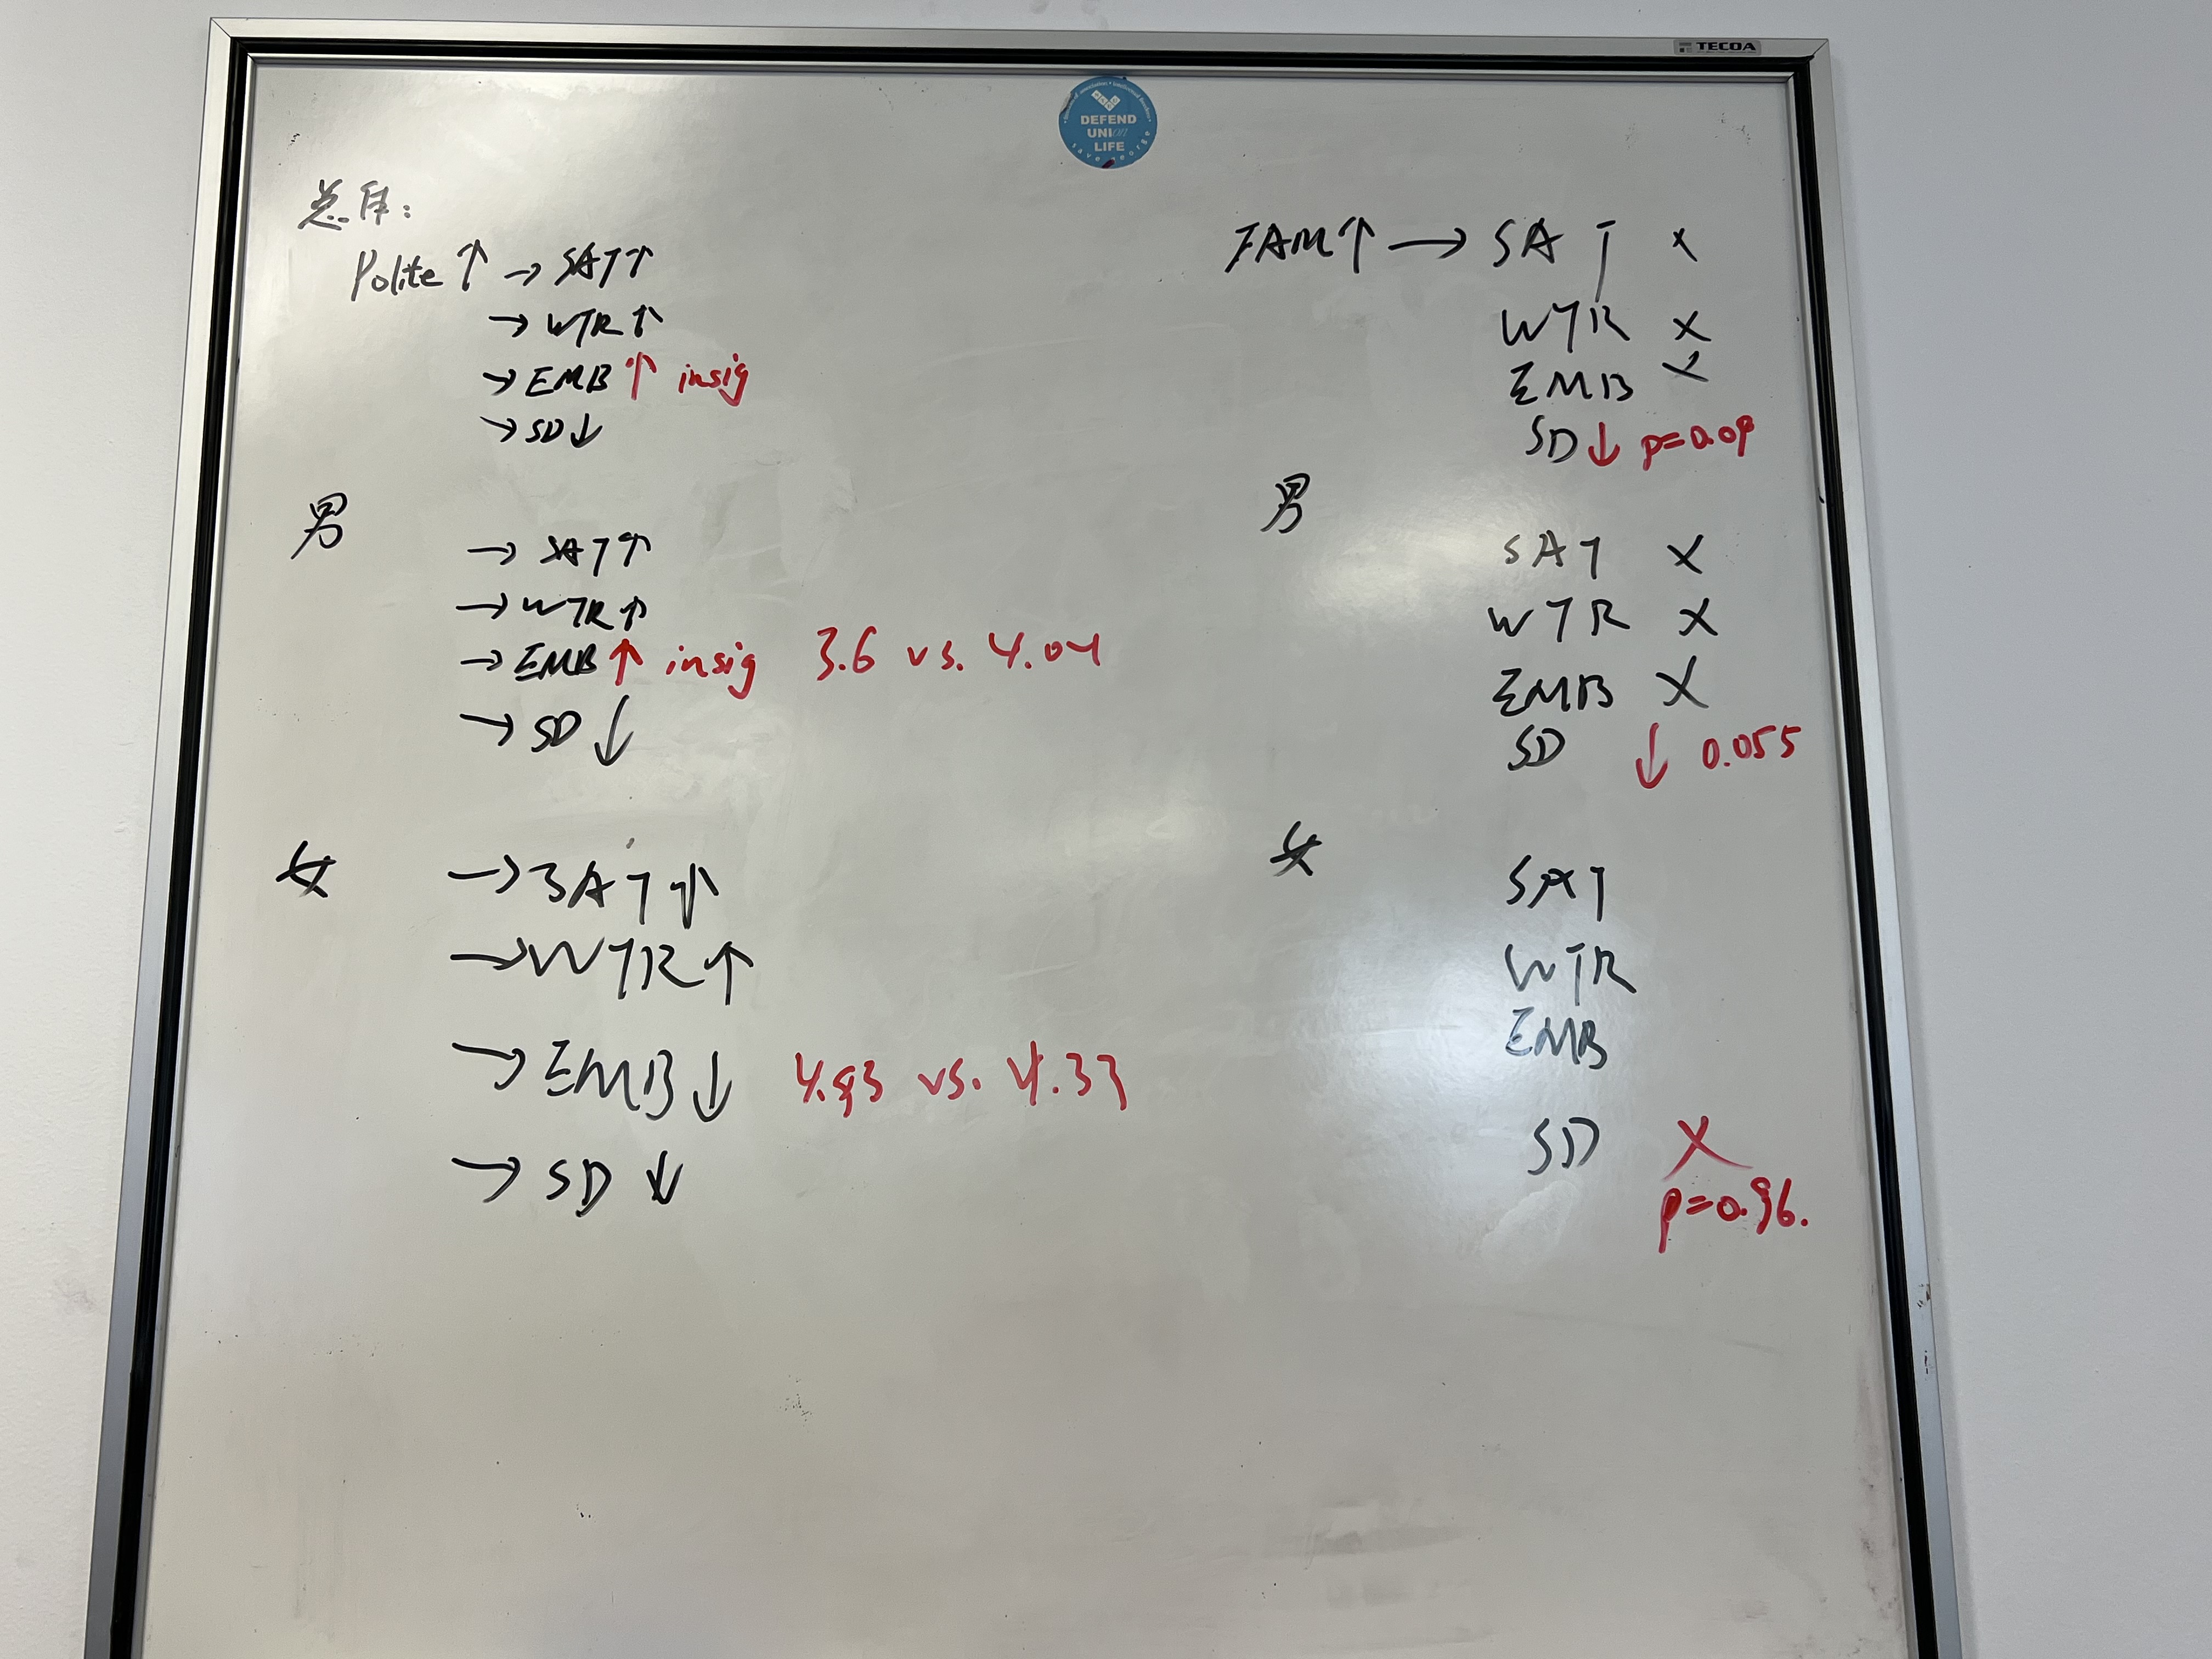 TECOA
DEFEND
UNION
LIFE
总体:
Polite ↑ → SAT ↑
→ WTR ↑
→ EMB ↑ insig
→ SD ↓
男
→ SAT ↑
→ WTR ↑
→ EMB ↑ insig 3.6 vs. 4.04
→ SD ↓
女 → SAT ↑
→ WTR ↑
→ EMB ↓ 4.93 vs. 4.33
→ SD ↓
FAM ↑ → SAT ×
WTR ×
EMB ×
SD ↓ p=0.09
男
SAT ×
WTR ×
EMB ×
SD ↓ 0.055
女
SAT
WTR
EMB
SD ×
p=0.96.